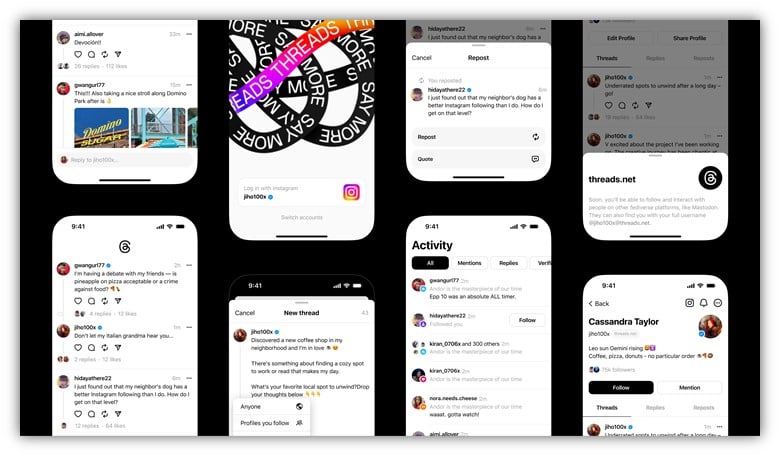 aimi.allover 33m
Devoción!!
26 replies · 112 likes
gwangurl77 15m
This!! Also taking a nice stroll along Domino
Park after is 👌
Domino
SUGAR
Reply to jiho100x...
THREADS THREADS
SAY MORE
Log in with Instagram
jiho100x
Switch accounts
hidayathere22 6m
I just found out that my neighbor's dog has a
Cancel Repost
You reposted
hidayathere22 6m
I just found out that my neighbor's dog has a
better Instagram following than I do. How do I
get on that level?
Repost
Quote
Edit Profile Share Profile
Threads Replies Reposts
jiho100x 1m
Underrated spots to unwind after a long day –
go!
19 replies · 64 likes
jiho100x 1m
V excited about the project I've been working
threads.net
Soon, you'll be able to follow and interact with
people on other fediverse platforms, like Mastodon.
They can also find you with your full username
@jiho100x@threads.net.
9:41
gwangurl77 2h
I'm having a debate with my friends — is
pineapple on pizza acceptable or a crime
against food? 🍕🍍
4 replies · 12 likes
jiho100x 1m
Don't let my Italian grandma hear you...
2 replies · 12 likes
hidayathere22 6m
I just found out that my neighbor's dog has a
better Instagram following than I do. How do I
get on that level?
12 replies · 64 likes
9:41
Cancel New thread 43
jiho100x
Discovered a new coffee shop in my
neighborhood and I'm in love ☕😍
There's something about finding a cozy spot
to work or read that makes my day.
What's your favorite local spot to unwind?Drop
your thoughts below 👇👇👇
Anyone
Profiles you follow
9:41
Activity
All Mentions Replies Verifi
gwangurl77 2m
Andor is the masterpiece of our time
Epp 10 was an absolute ALL timer.
hidayathere22 2m
Followed you
Follow
kiran_0706x and 300 others 2m
Andor is the masterpiece of our time
kiran_0706x 2m
Andor is the masterpiece of our time
nora.needs.cheese 2m
Andor is the masterpiece of our time
waaat. gotta watch!
aimi.allover 2m
9:41
Back
Cassandra Taylor
jiho100x threads.net
Leo sun Gemini rising
Coffee, pizza, donuts - no particular order ☕🍕🍩
75k followers
Follow Mention
Threads Replies Reposts
jiho100x 1m
Underrated spots to unwind after a long day –